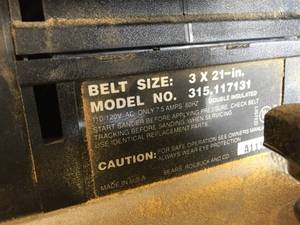 BELT SIZE: 3 X 21-in.
MODEL NO. 315.117131
110-120V. AC. ONLY 7.5 AMPS 60HZ DOUBLE INSULATED
START SANDER BEFORE APPLYING PRESSURE. CHECK BELT
TRACKING BEFORE SANDING. WHEN SERVICING USE
IDENTICAL REPLACEMENT PARTS.
CAUTION: FOR SAFE OPERATION SEE OWNERS MANUAL
ALWAYS WEAR EYE PROTECTION
MADE IN U.S.A.
SEARS ROEBUCK AND CO.